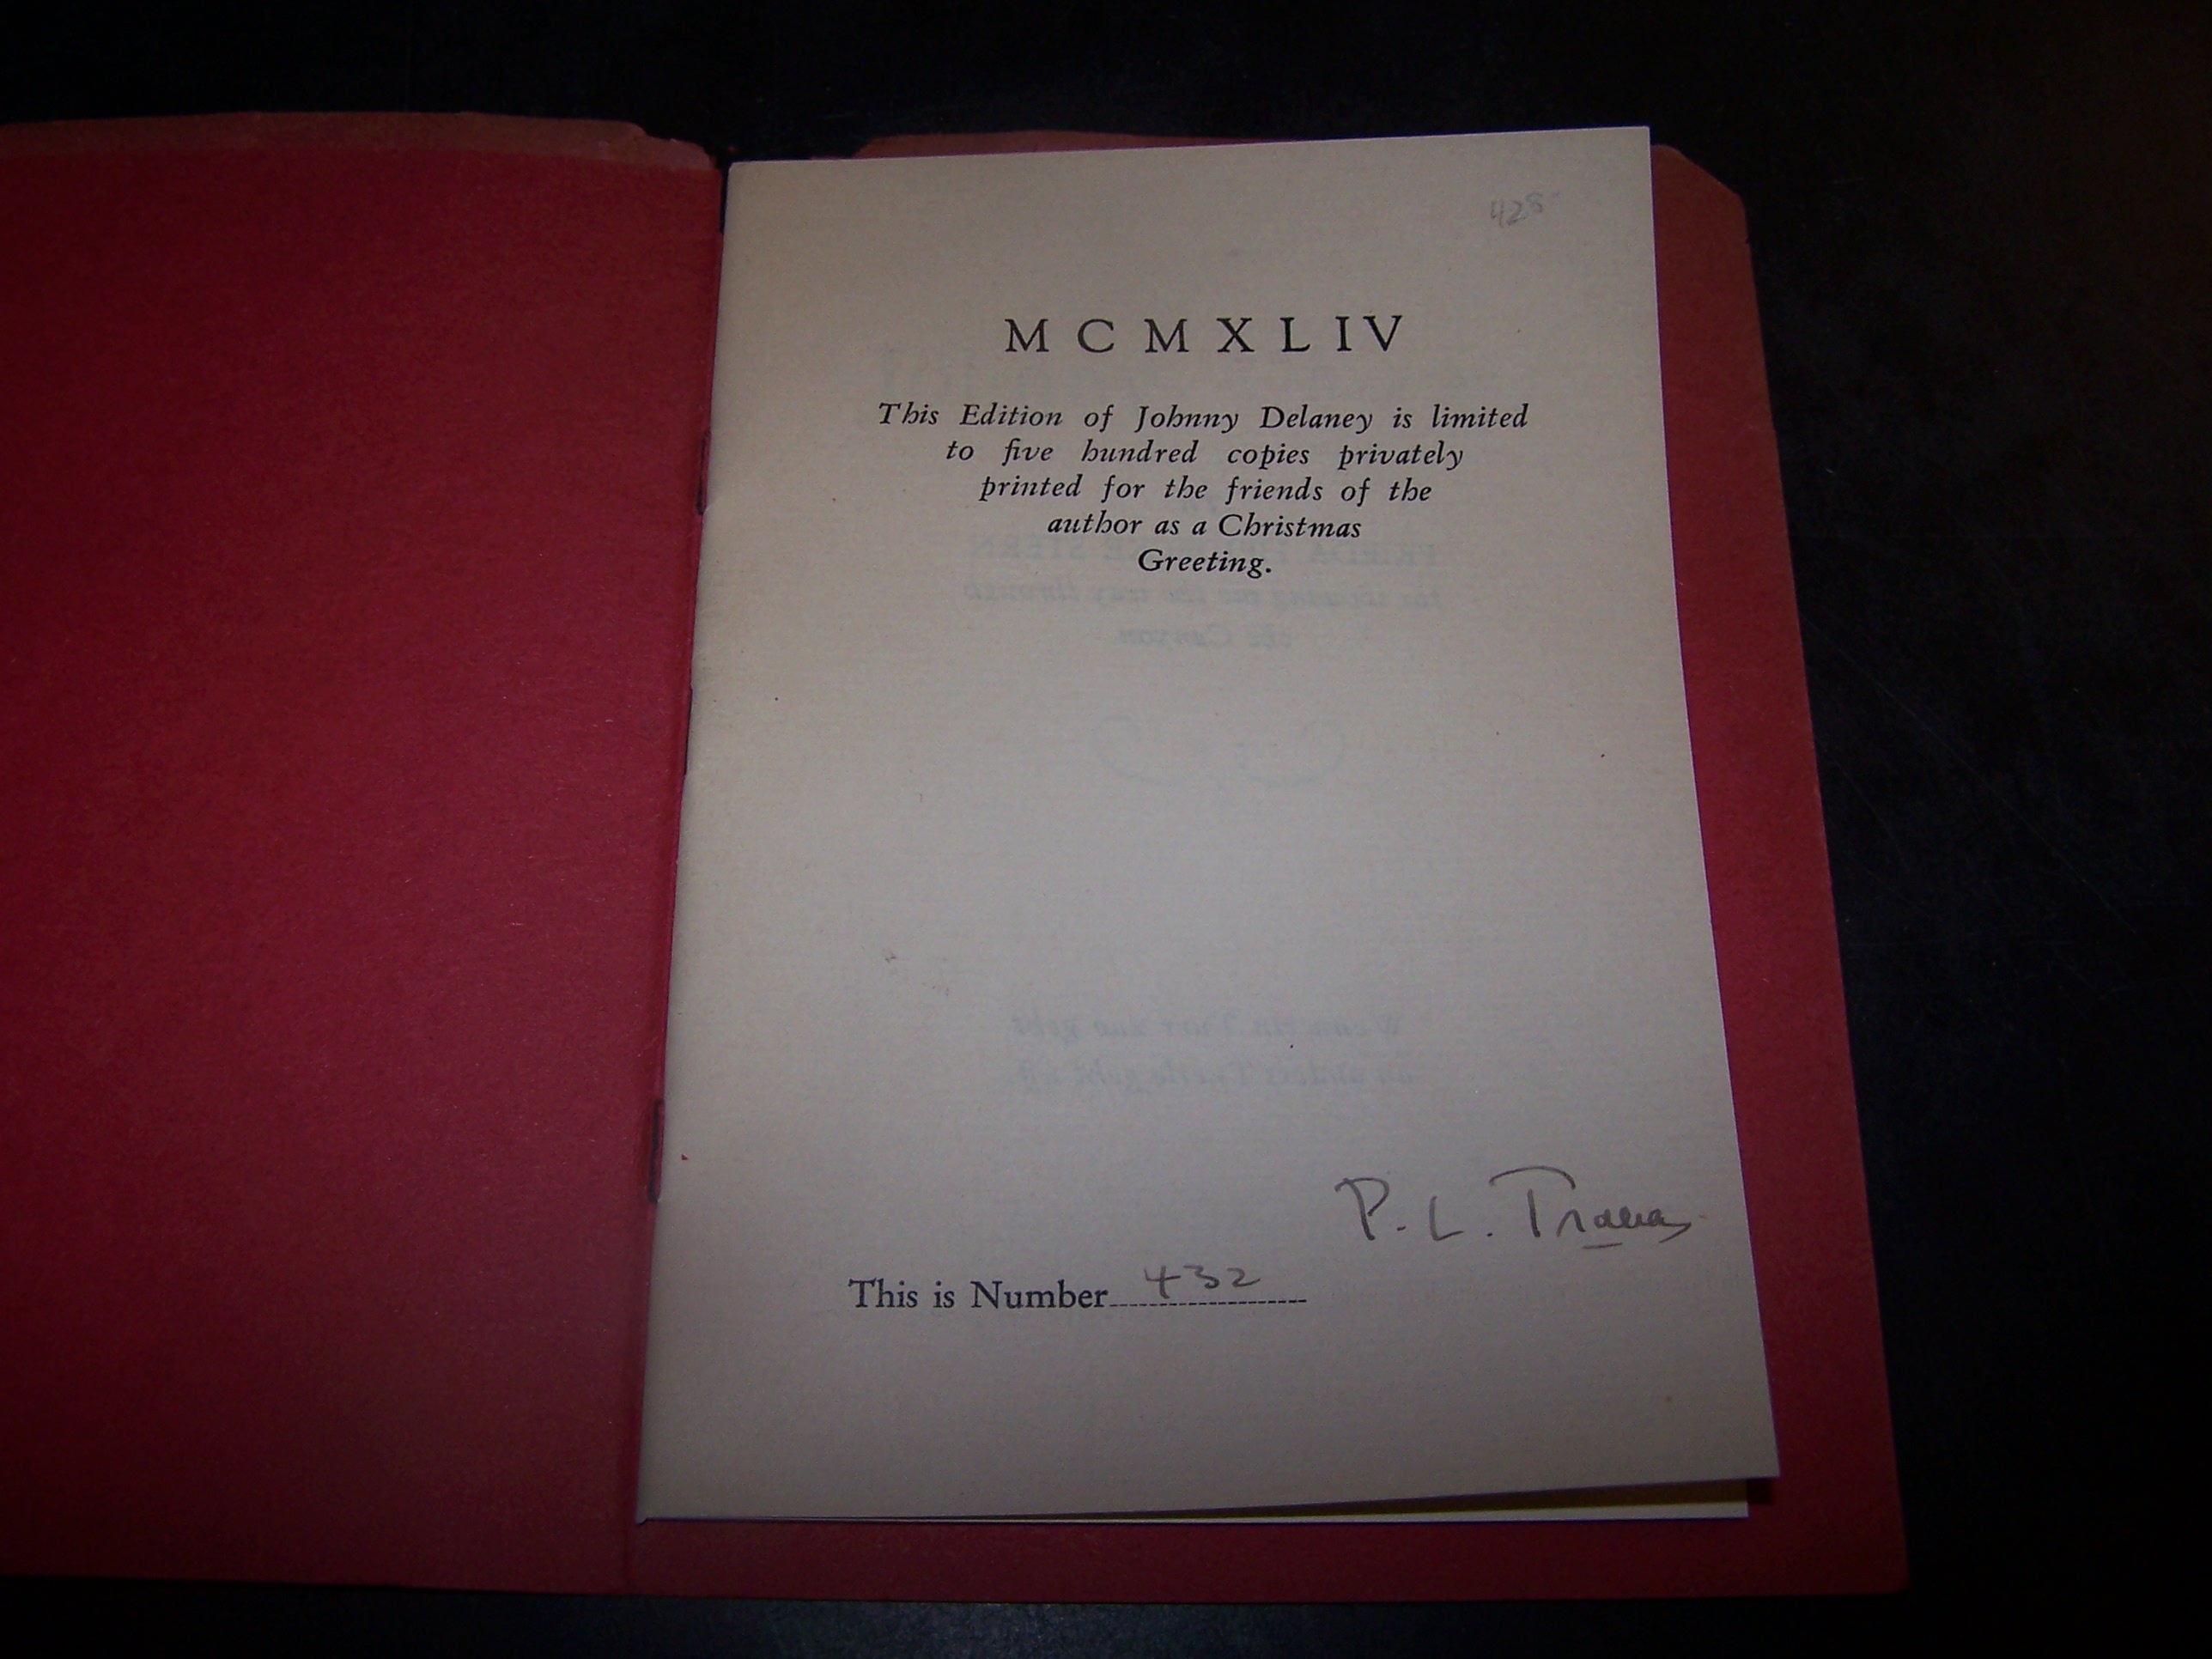 428
MCMXLIV
This Edition of Johnny Delaney is limited
to five hundred copies privately
printed for the friends of the
author as a Christmas
Greeting.
P. L. Travers
This is Number 432